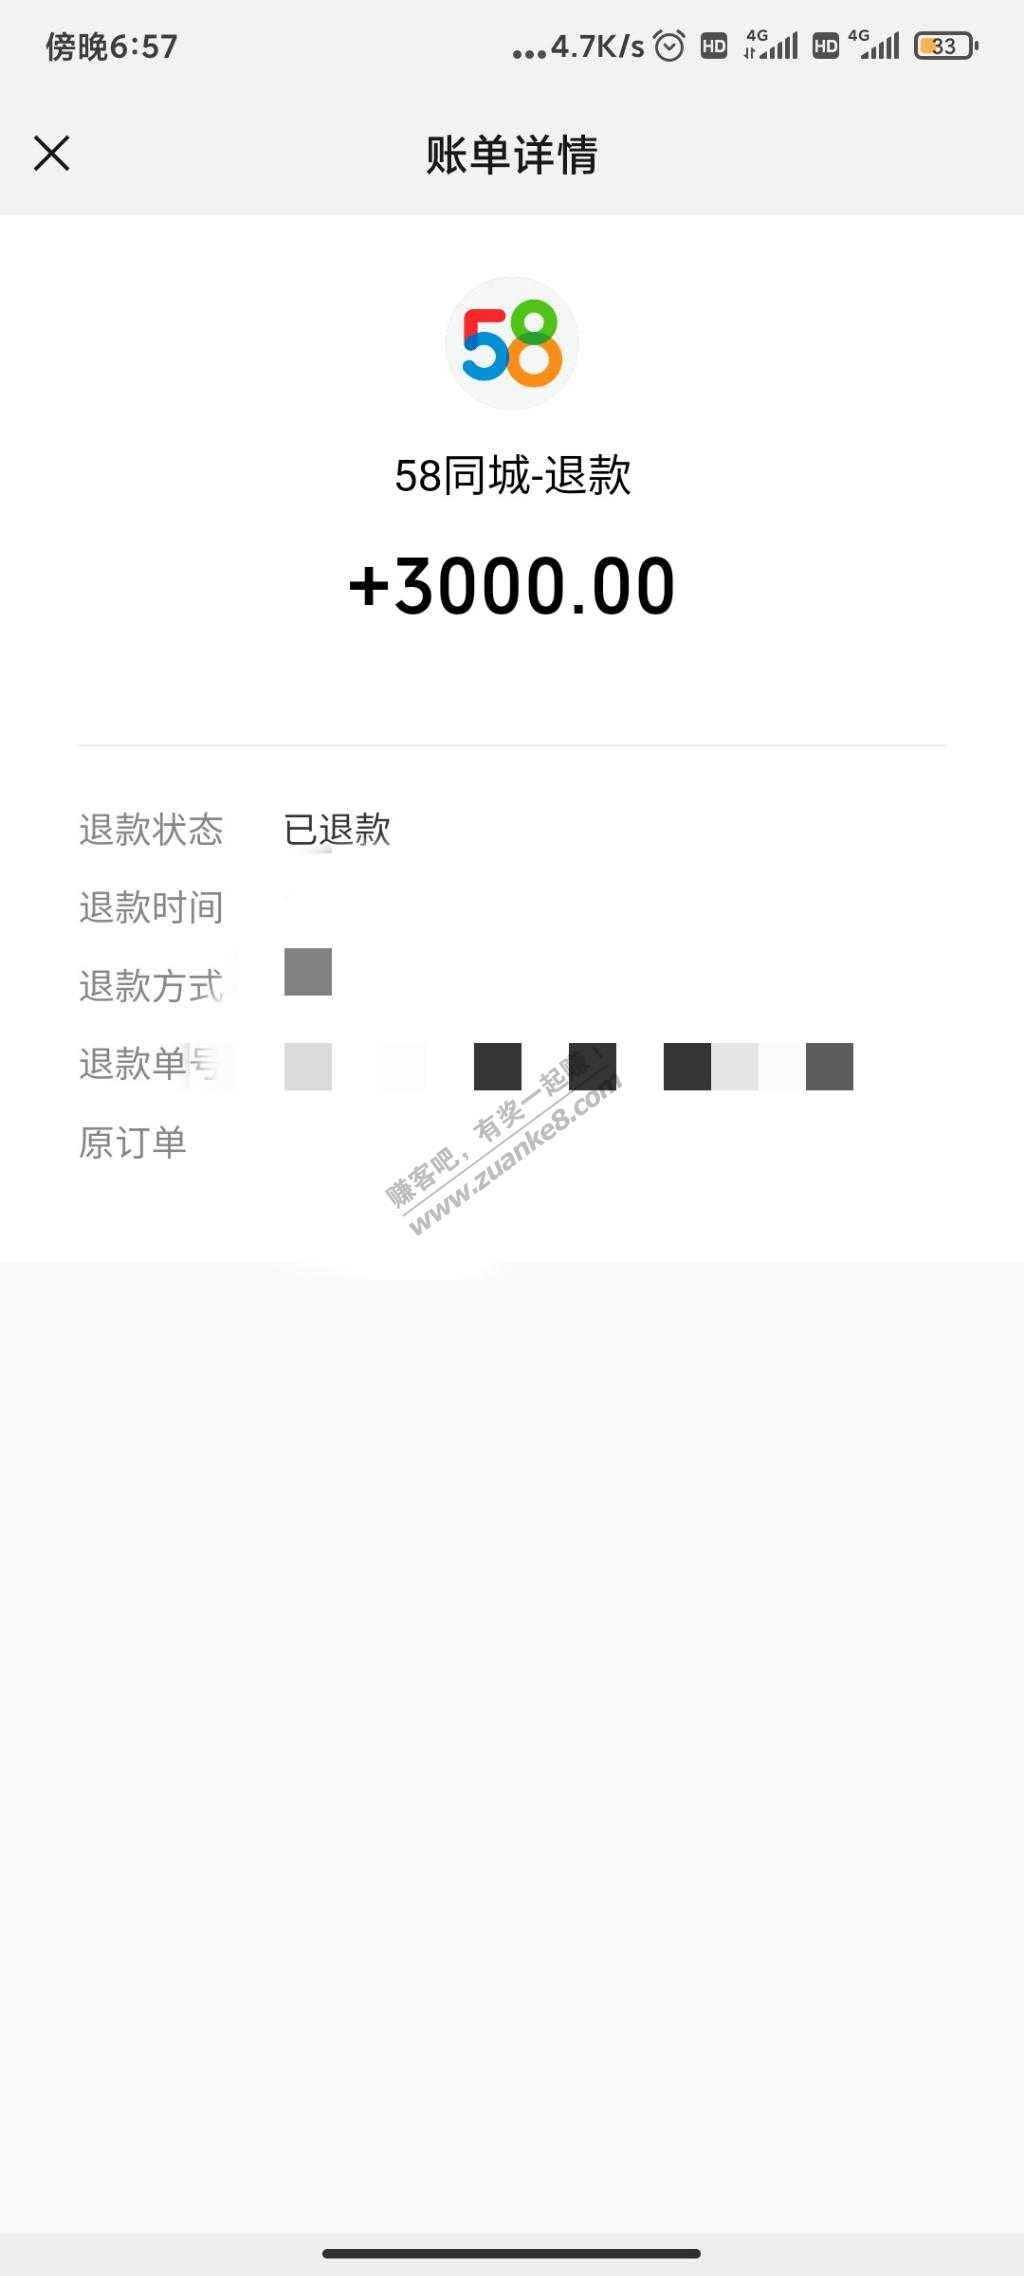 傍晚6:57
...4.7K/s HD 4G HD 4G 33
账单详情
58
58同城-退款
+3000.00
退款状态 已退款
退款时间
退款方式
退款单号
原订单
赚客吧，有奖一起赚！
www.zuanke8.com